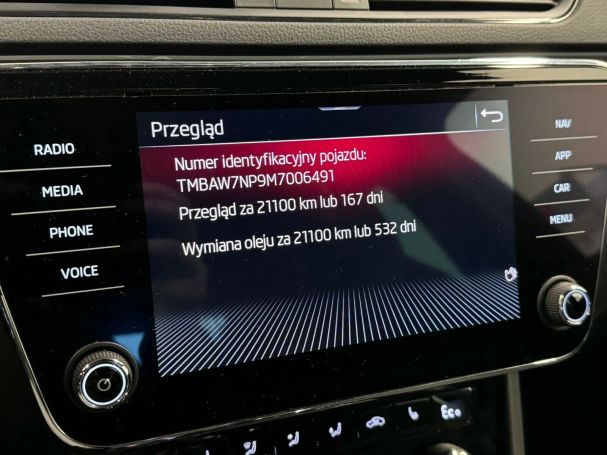 Przegląd
Numer identyfikacyjny pojazdu:
TMBAW7NP9M7006491
Przegląd za 21100 km lub 167 dni
Wymiana oleju za 21100 km lub 532 dni
RADIO
MEDIA
PHONE
VOICE
NAV
APP
CAR
MENU
Eco